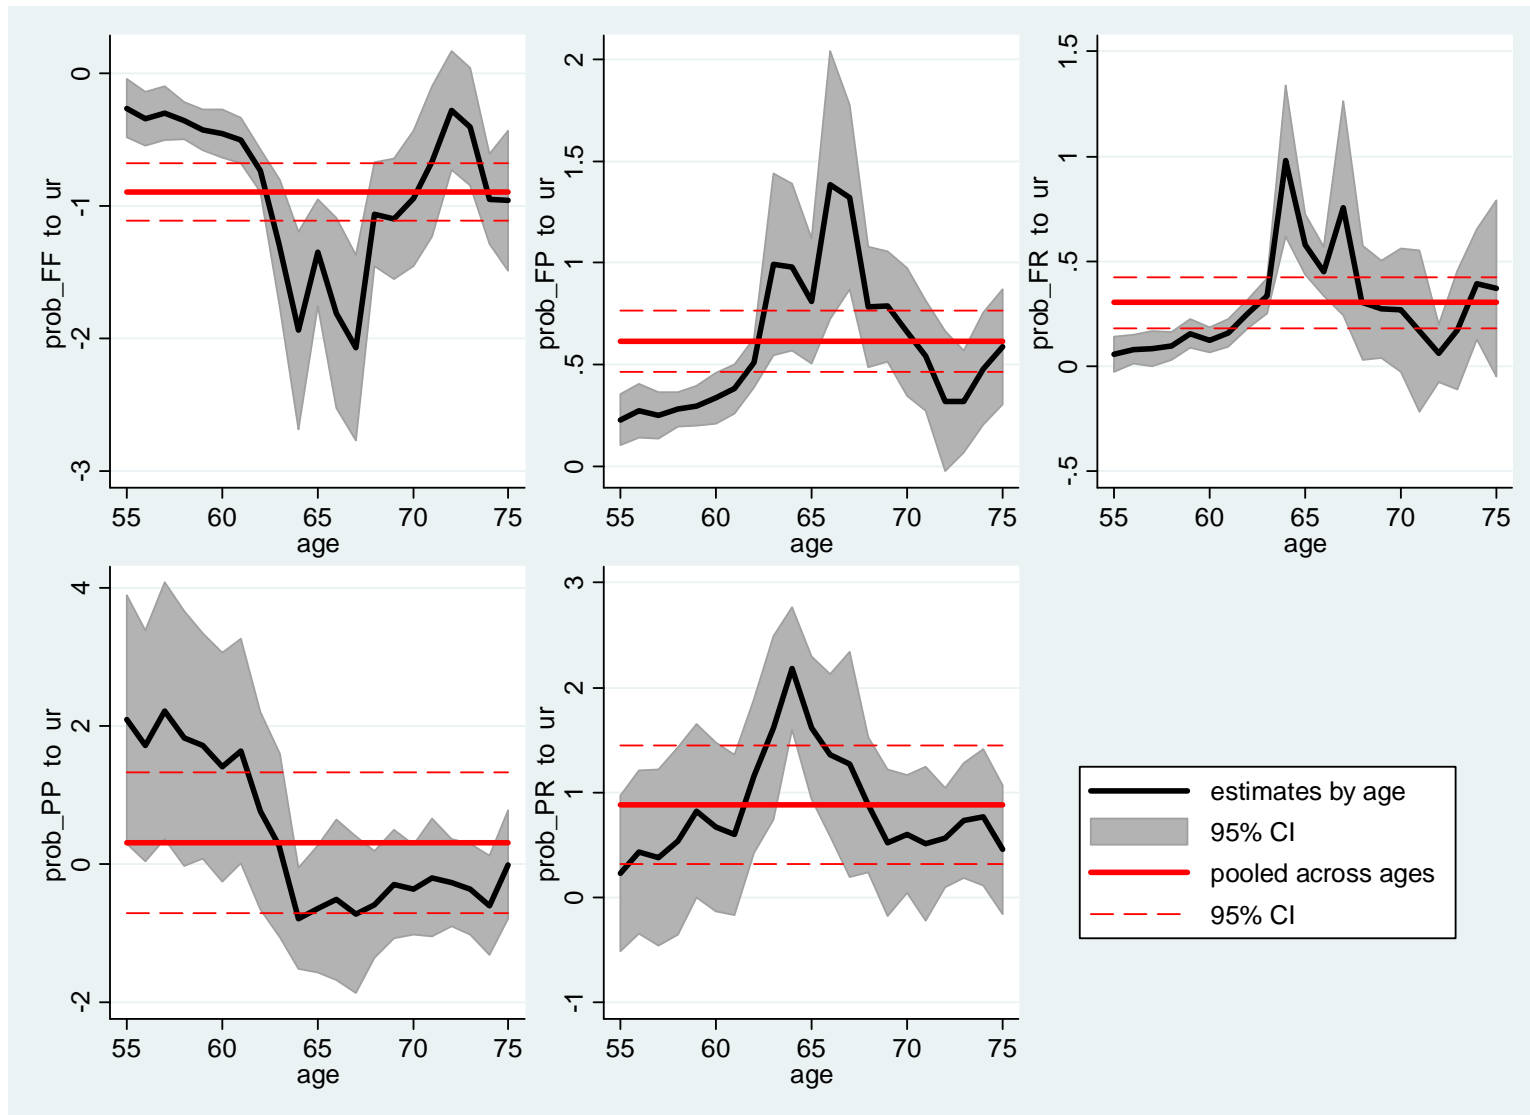 prob_FF to ur
0
-1
-2
-3
55 60 65 70 75
age
prob_FP to ur
2
1.5
1
.5
0
55 60 65 70 75
age
prob_FR to ur
1.5
1
.5
0
-.5
55 60 65 70 75
age
prob_PP to ur
4
2
0
-2
55 60 65 70 75
age
prob_PR to ur
3
2
1
0
-1
55 60 65 70 75
age
estimates by age
95% CI
pooled across ages
95% CI